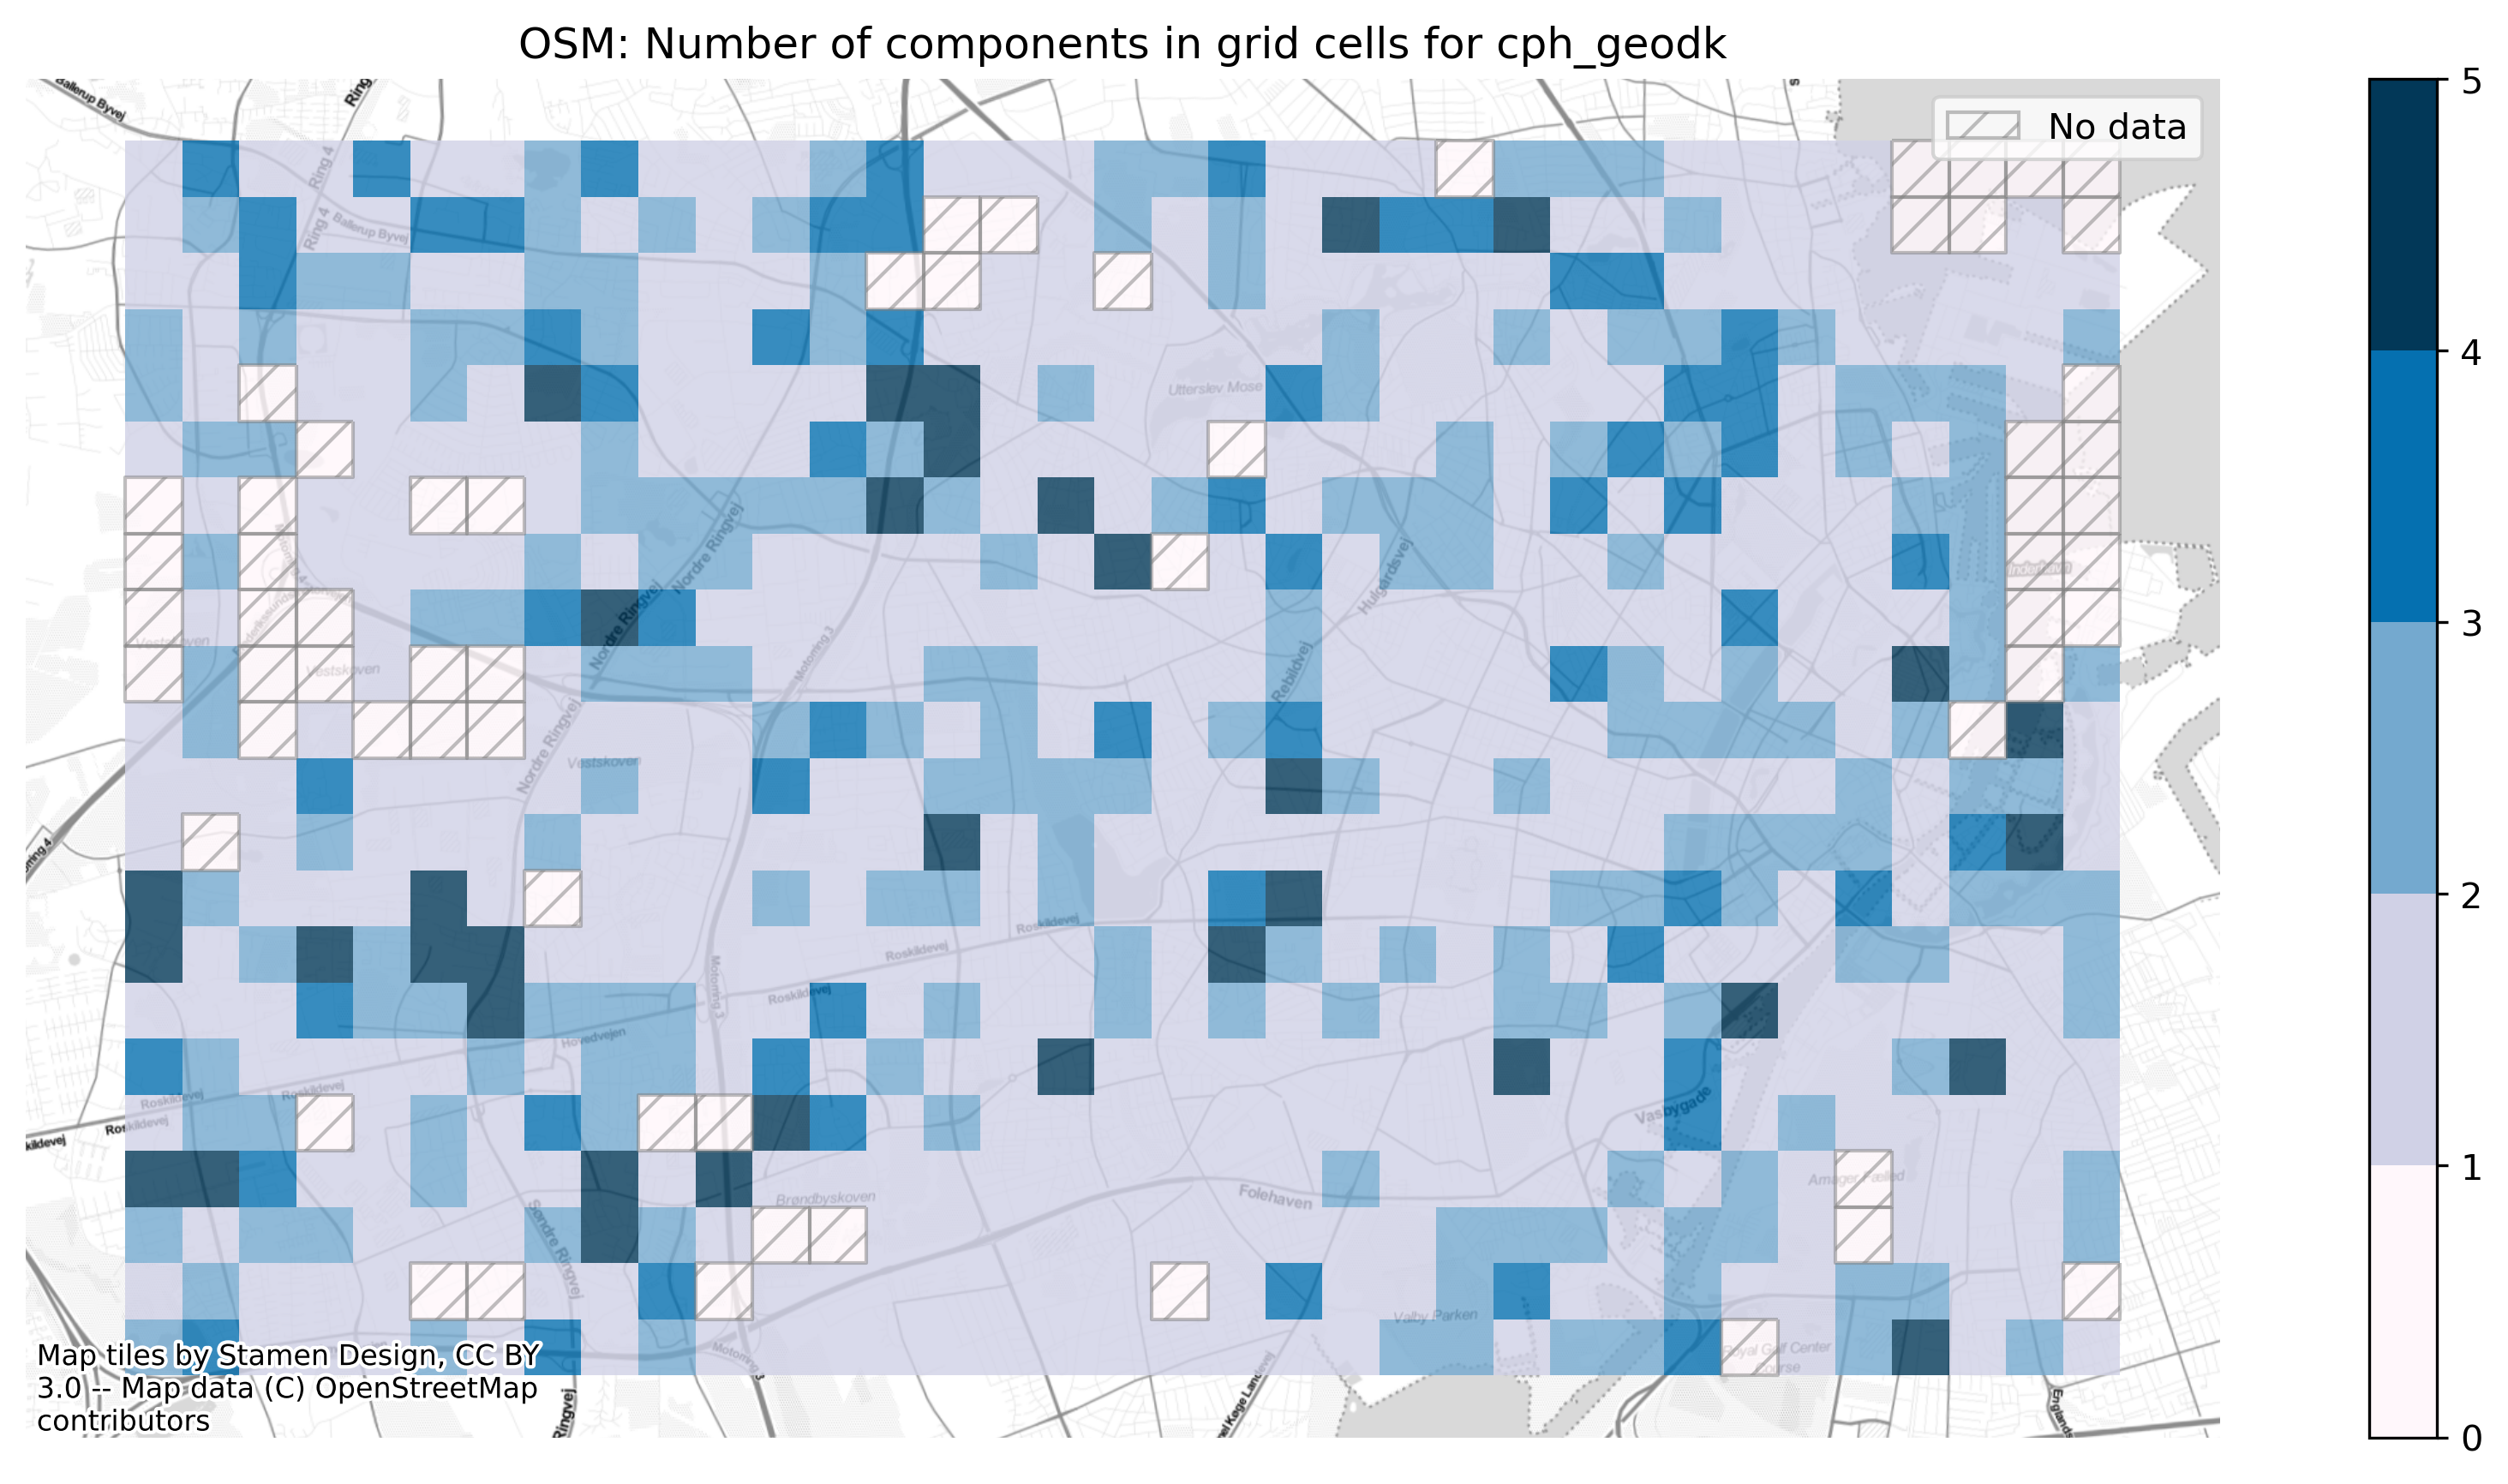 OSM: Number of components in grid cells for cph_geodk
Ballerup Byvej
Ring
No data
5
Ring 4
Ring 4
Ballerup Byvej
4
Utterslev Mose
Nordre Ringvej
Nordre Ringvej
Hulgårdsvej
Vestskoven
Vestskoven
Motorring 3
Rebildvej
3
Nordre Ringvej
Vestskoven
2
Roskildevej
Roskildevej
Roskildevej
Motorring 3
Hovedvejen
Roskildevej
Roskildevej
Roskildevej
Vasbygade
1
Amager Fælled
Brøndbyskoven
Folehaven
Søndre Ringvej
Valby Parken
Royal Golf Center
Course
Motorring 3
Map tiles by Stamen Design, CC BY
3.0 -- Map data (C) OpenStreetMap
contributors
Ringvej
0